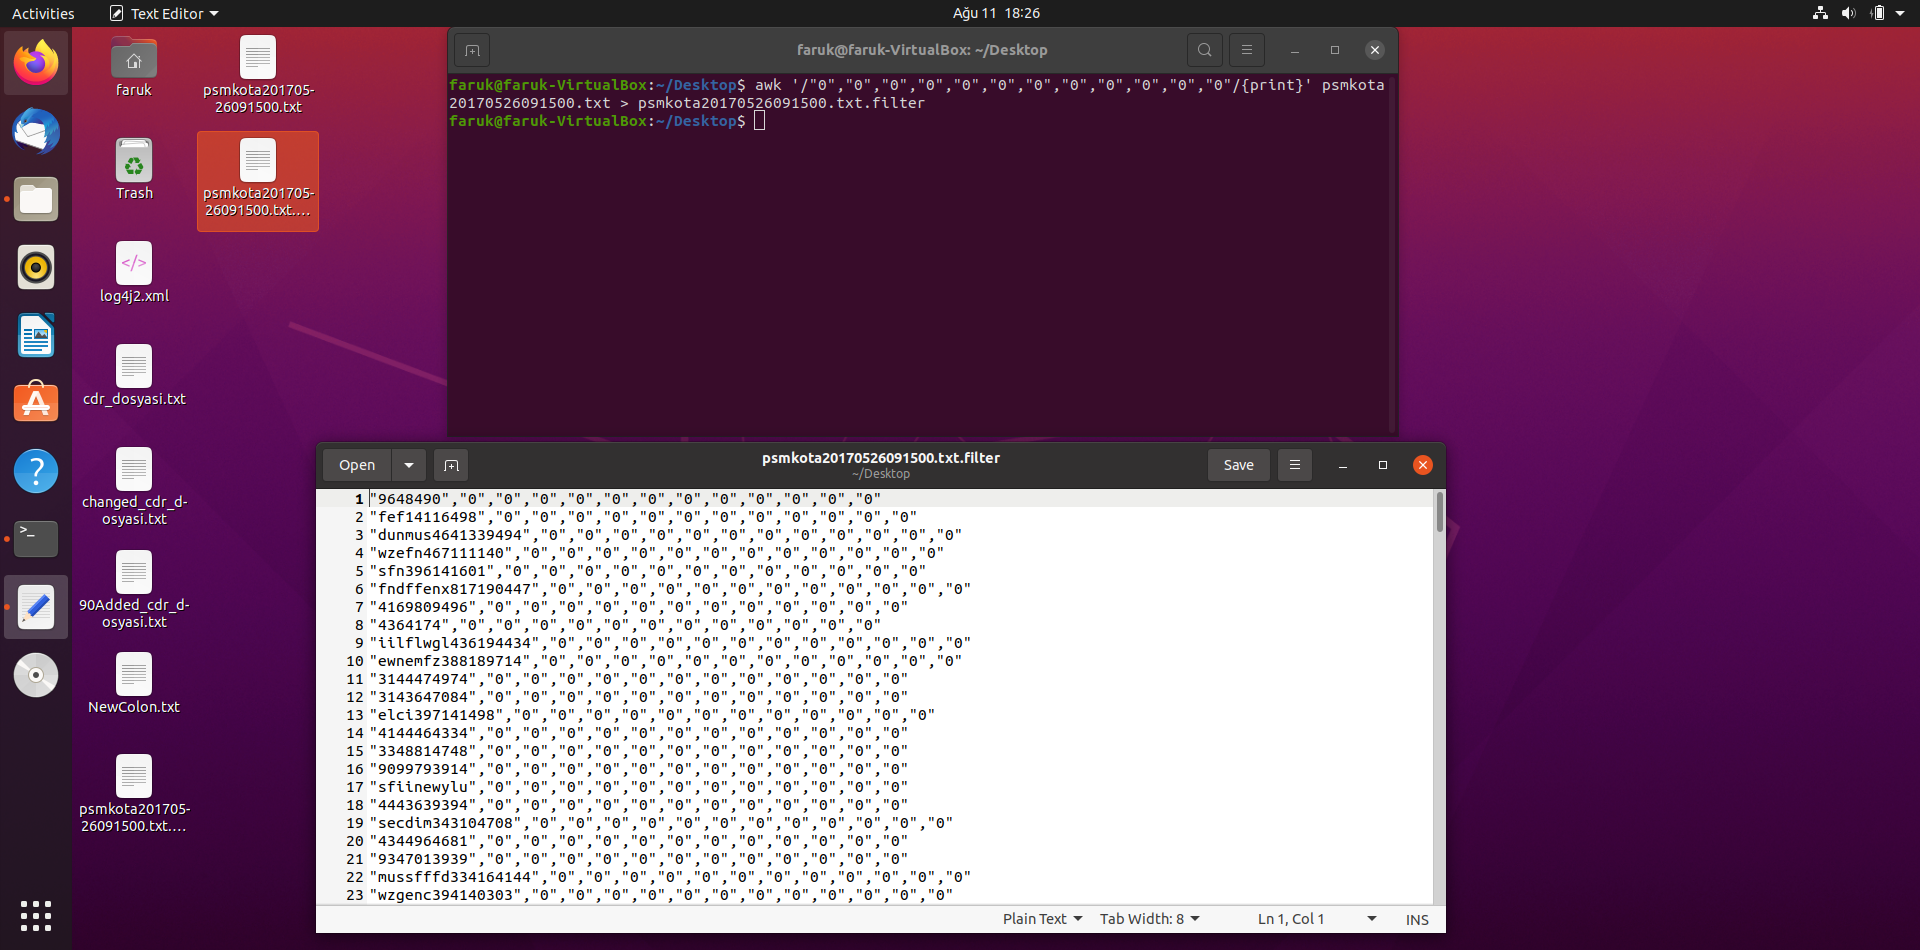 Activities
Text Editor
Ağu 11 18:26
faruk
psmkota201705-
26091500.txt
Trash
psmkota201705-
26091500.txt....
log4j2.xml
cdr_dosyasi.txt
changed_cdr_d-
osyasi.txt
90Added_cdr_d-
osyasi.txt
NewColon.txt
psmkota201705-
26091500.txt....
faruk@faruk-VirtualBox: ~/Desktop
faruk@faruk-VirtualBox:~/Desktop$ awk '/"0","0","0","0","0","0","0","0","0","0","0","0"/{print}' psmkota
20170526091500.txt > psmkota20170526091500.txt.filter
faruk@faruk-VirtualBox:~/Desktop$
Open
psmkota20170526091500.txt.filter
~/Desktop
Save
1 "9648490","0","0","0","0","0","0","0","0","0","0","0","0"
2 "fef14116498","0","0","0","0","0","0","0","0","0","0","0","0"
3 "dunmus4641339494","0","0","0","0","0","0","0","0","0","0","0","0"
4 "wzefn467111140","0","0","0","0","0","0","0","0","0","0","0","0"
5 "sfn396141601","0","0","0","0","0","0","0","0","0","0","0","0"
6 "fndffenx817190447","0","0","0","0","0","0","0","0","0","0","0","0"
7 "4169809496","0","0","0","0","0","0","0","0","0","0","0","0"
8 "4364174","0","0","0","0","0","0","0","0","0","0","0","0"
9 "iilflwgl436194434","0","0","0","0","0","0","0","0","0","0","0","0"
10 "ewnemfz388189714","0","0","0","0","0","0","0","0","0","0","0","0"
11 "3144474974","0","0","0","0","0","0","0","0","0","0","0","0"
12 "3143647084","0","0","0","0","0","0","0","0","0","0","0","0"
13 "elci397141498","0","0","0","0","0","0","0","0","0","0","0","0"
14 "4144464334","0","0","0","0","0","0","0","0","0","0","0","0"
15 "3348814748","0","0","0","0","0","0","0","0","0","0","0","0"
16 "9099793914","0","0","0","0","0","0","0","0","0","0","0","0"
17 "sfiinewylu","0","0","0","0","0","0","0","0","0","0","0","0"
18 "4443639394","0","0","0","0","0","0","0","0","0","0","0","0"
19 "secdim343104708","0","0","0","0","0","0","0","0","0","0","0","0"
20 "4344964681","0","0","0","0","0","0","0","0","0","0","0","0"
21 "9347013939","0","0","0","0","0","0","0","0","0","0","0","0"
22 "mussfffd334164144","0","0","0","0","0","0","0","0","0","0","0","0"
23 "wzgenc394140303","0","0","0","0","0","0","0","0","0","0","0","0"
Plain Text
Tab Width: 8
Ln 1, Col 1
INS